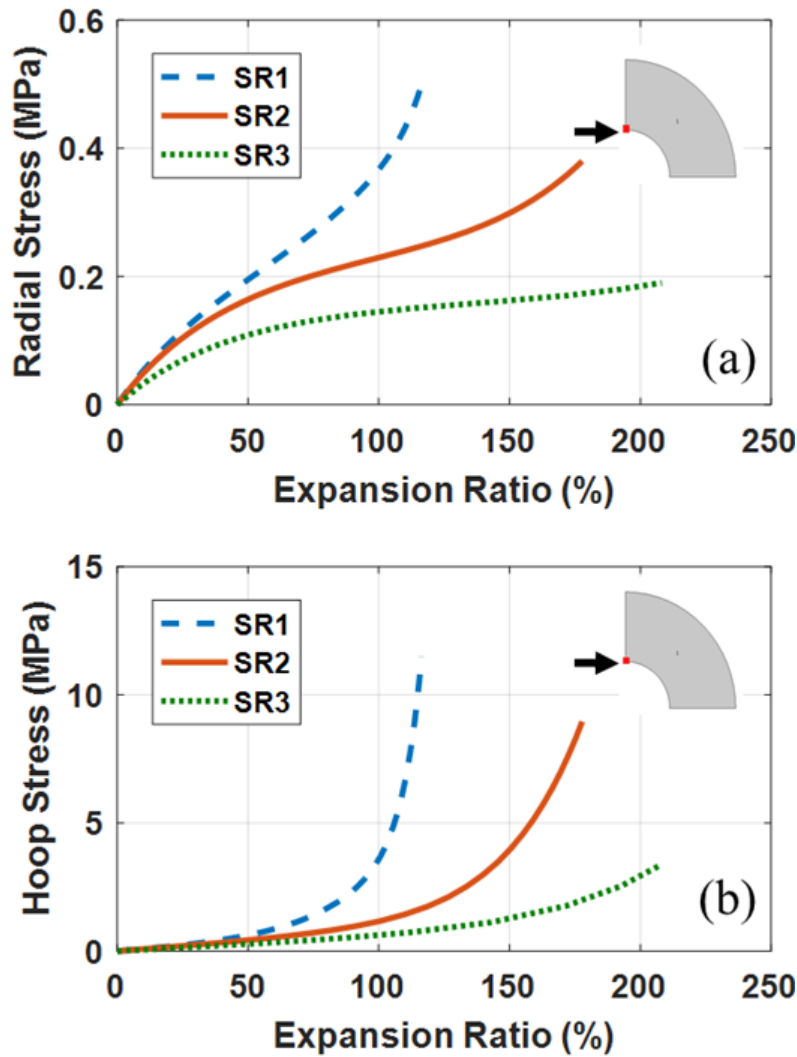 0.6
0.4
0.2
0
Radial Stress (MPa)
SR1
SR2
SR3
(a)
0 50 100 150 200 250
Expansion Ratio (%)
15
10
5
0
Hoop Stress (MPa)
SR1
SR2
SR3
(b)
0 50 100 150 200 250
Expansion Ratio (%)